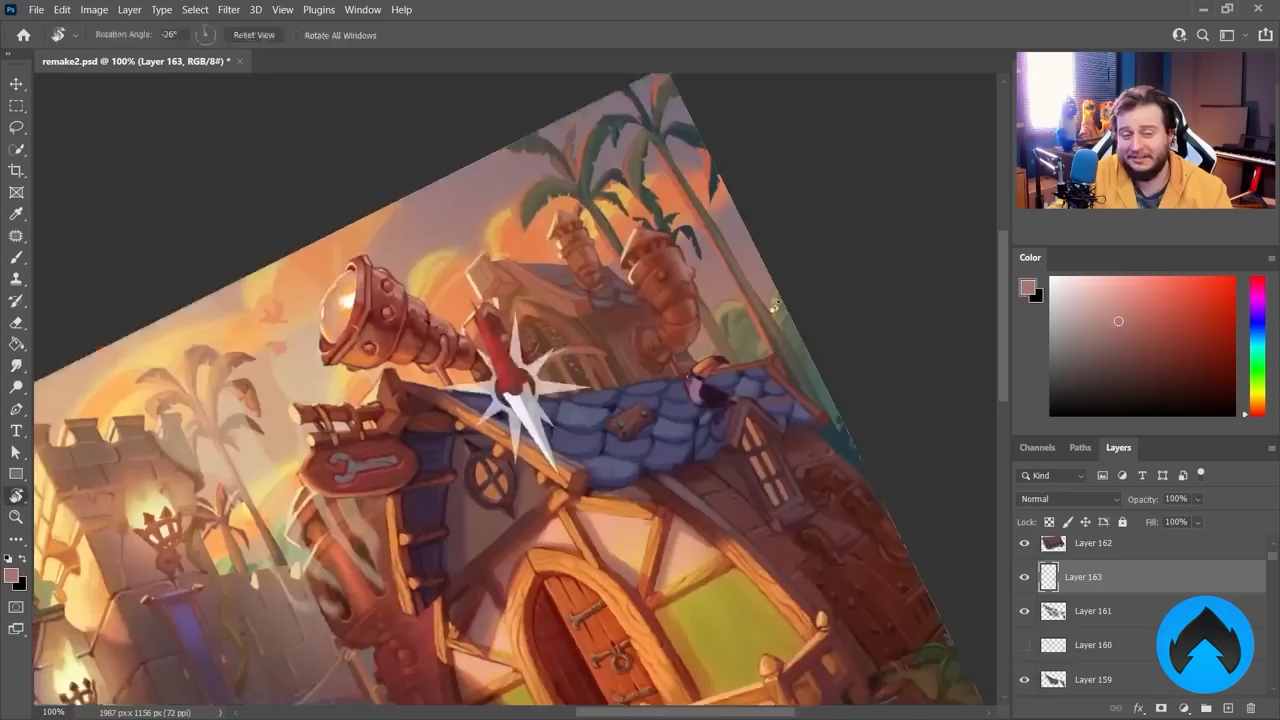 Ps File Edit Image Layer Type Select Filter 3D View Plugins Window Help
Rotation Angle: -26° Reset View Rotate All Windows
remake2.psd @ 100% (Layer 163, RGB/8#) *
Color
Channels Paths Layers
Kind
Normal Opacity: 100%
Lock: Fill: 100%
Layer 162
Layer 163
Layer 161
Layer 160
Layer 159
100% 1987 px x 1156 px (72 ppi)